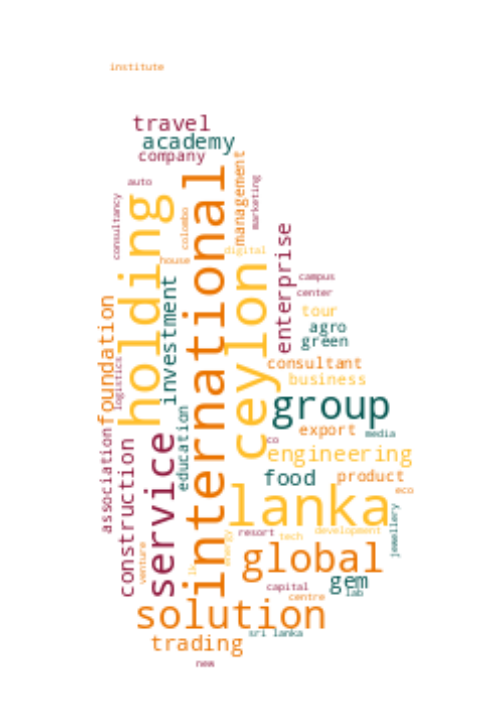 institute
travel
academy
company
auto
management
marketing
consultancy
holding
international
colombo
house
digital
ceylon
enterprise
campus
center
tour
agro
green
investment
foundation
logistics
consultant
business
group
education
export
media
co
engineering
association
construction
service
food
product
eco
lanka
jewellery
resort
tech
development
venture
lk
energy
global
gem
lab
capital
centre
solution
sri lanka
trading
new